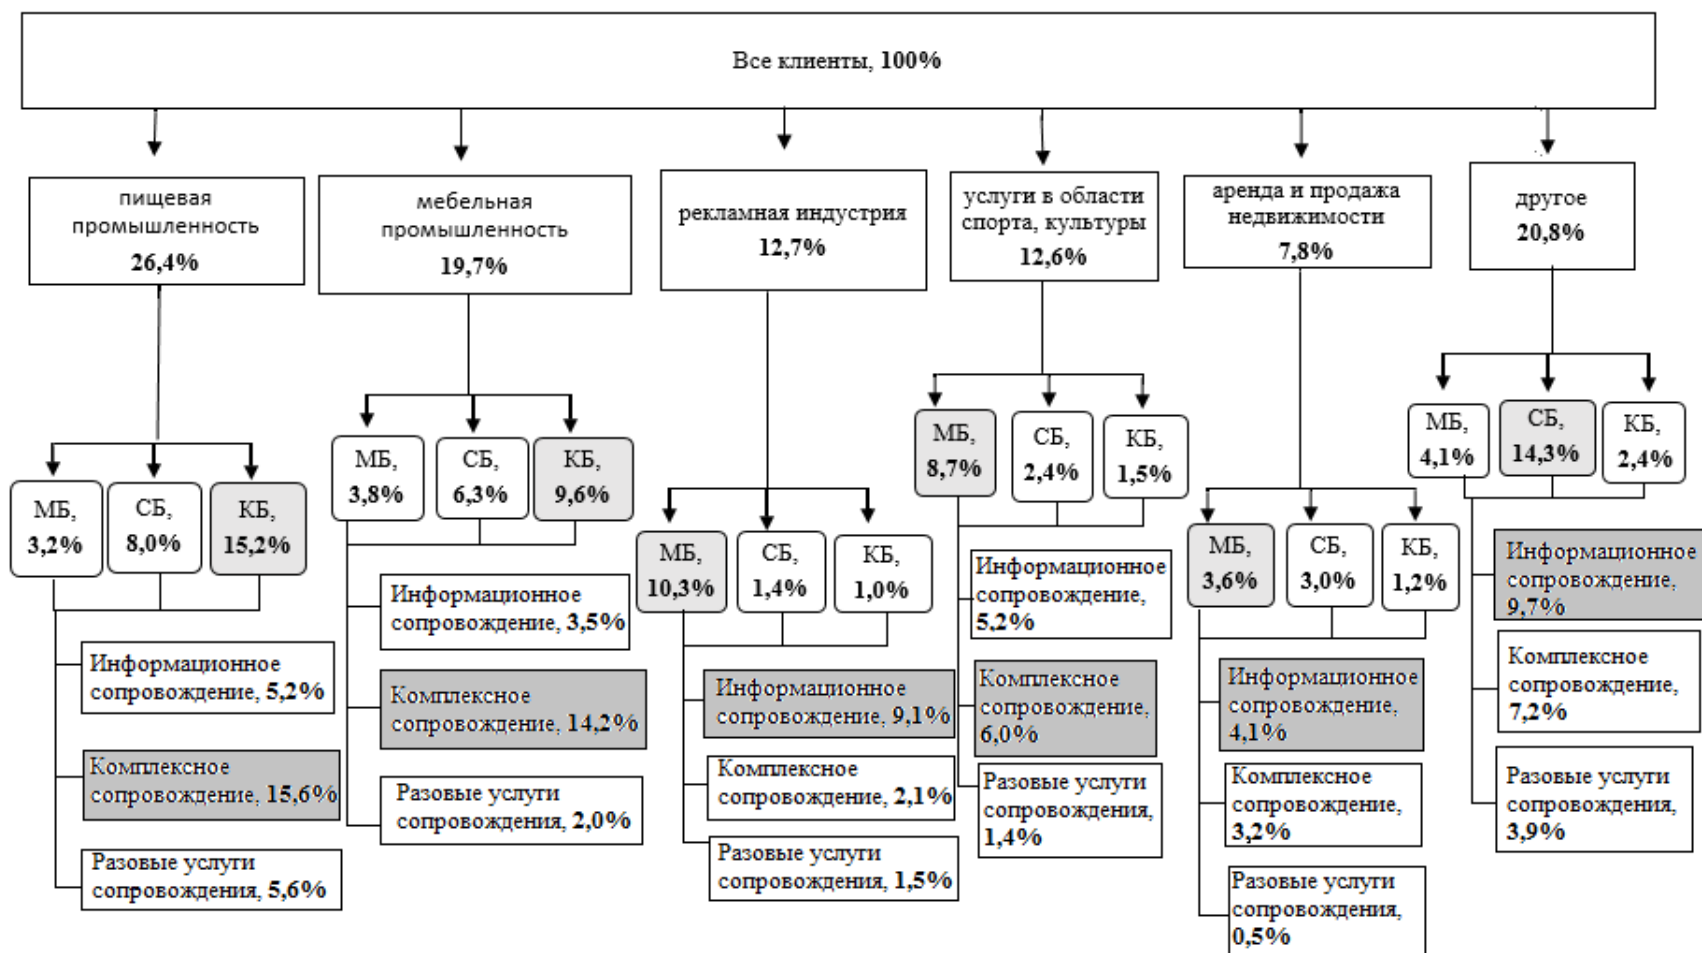 Все клиенты, 100%
пищевая
промышленность
26,4%
мебельная
промышленность
19,7%
рекламная индустрия
12,7%
услуги в области
спорта, культуры
12,6%
аренда и продажа
недвижимости
7,8%
другое
20,8%
МБ,
3,2%
СБ,
8,0%
КБ,
15,2%
Информационное
сопровождение, 5,2%
Комплексное
сопровождение, 15,6%
Разовые услуги
сопровождения, 5,6%
МБ,
3,8%
СБ,
6,3%
КБ,
9,6%
Информационное
сопровождение, 3,5%
Комплексное
сопровождение, 14,2%
Разовые услуги
сопровождения, 2,0%
МБ,
10,3%
СБ,
1,4%
КБ,
1,0%
Информационное
сопровождение, 9,1%
Комплексное
сопровождение, 2,1%
Разовые услуги
сопровождения, 1,5%
МБ,
8,7%
СБ,
2,4%
КБ,
1,5%
Информационное
сопровождение,
5,2%
Комплексное
сопровождение,
6,0%
Разовые услуги
сопровождения,
1,4%
МБ,
3,6%
СБ,
3,0%
КБ,
1,2%
Информационное
сопровождение,
4,1%
Комплексное
сопровождение,
3,2%
Разовые услуги
сопровождения,
0,5%
МБ,
4,1%
СБ,
14,3%
КБ,
2,4%
Информационное
сопровождение,
9,7%
Комплексное
сопровождение,
7,2%
Разовые услуги
сопровождения,
3,9%